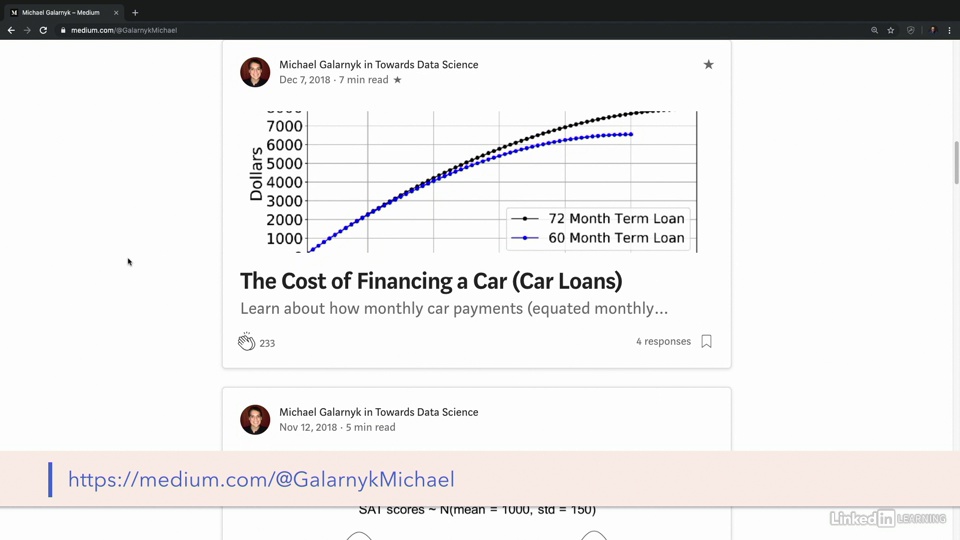 Michael Galarnyk – Medium
medium.com/@GalarnykMichael
Michael Galarnyk in Towards Data Science
Dec 7, 2018 · 7 min read ★
Dollars
7000
6000
5000
4000
3000
2000
1000
72 Month Term Loan
60 Month Term Loan
The Cost of Financing a Car (Car Loans)
Learn about how monthly car payments (equated monthly...
233
4 responses
Michael Galarnyk in Towards Data Science
Nov 12, 2018 · 5 min read
https://medium.com/@GalarnykMichael
SAT scores ~ N(mean = 1000, std = 150)
Linked in LEARNING